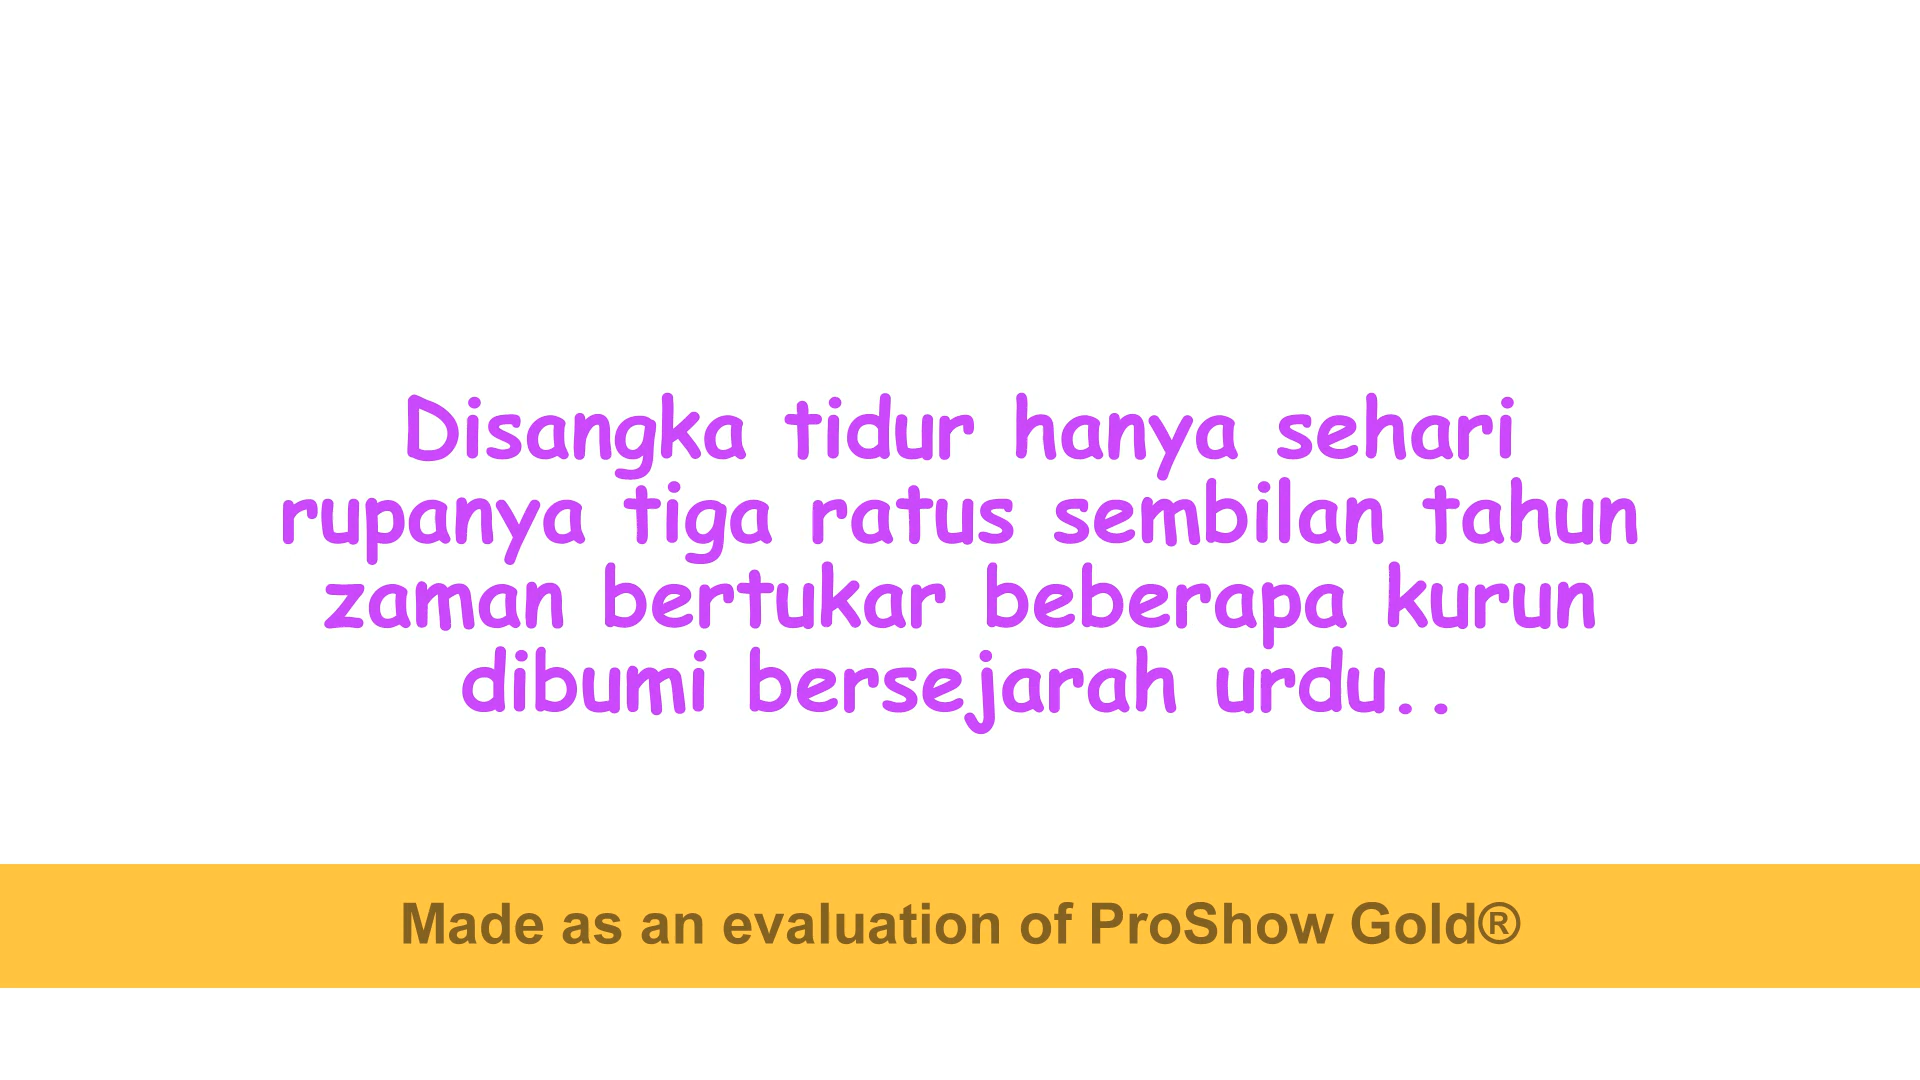 Disangka tidur hanya sehari
rupanya tiga ratus sembilan tahun
zaman bertukar beberapa kurun
dibumi bersejarah urdu..
Made as an evaluation of ProShow Gold®